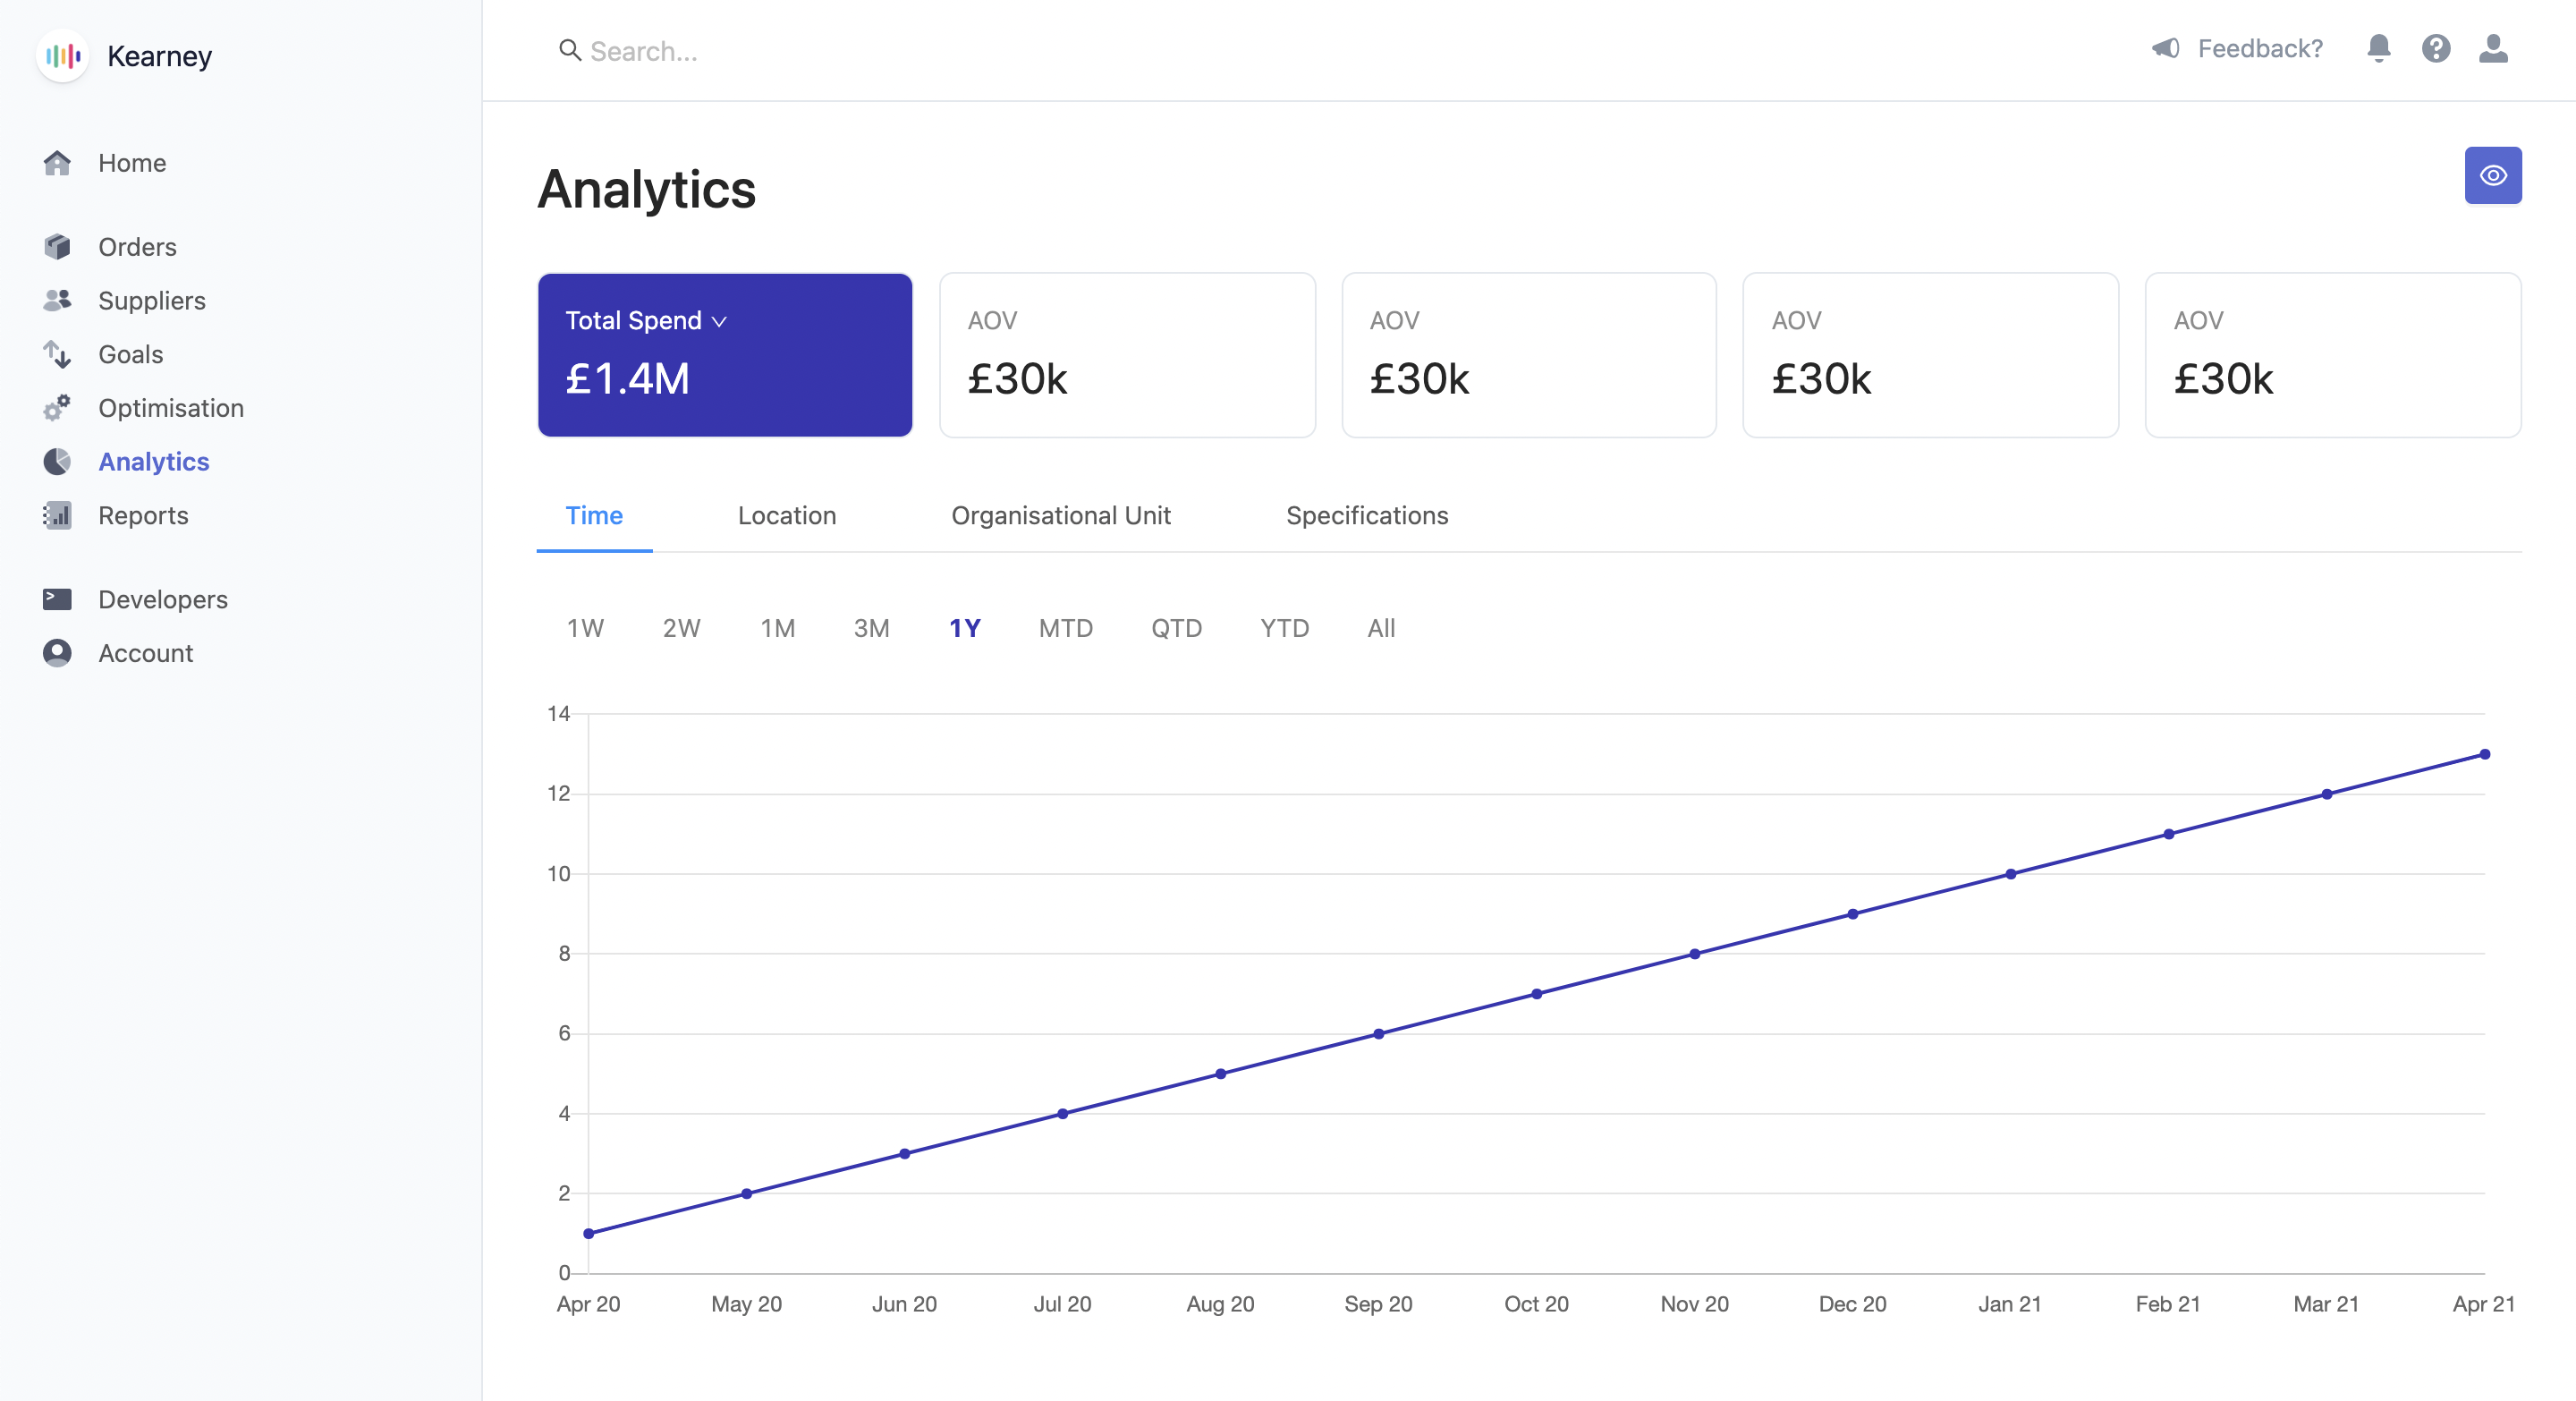 Kearney
Home
Orders
Suppliers
Goals
Optimisation
Analytics
Reports
Developers
Account
Search...
Feedback?
Analytics
Total Spend
£1.4M
AOV
£30k
AOV
£30k
AOV
£30k
AOV
£30k
Time Location Organisational Unit Specifications
1W 2W 1M 3M 1Y MTD QTD YTD All
14
12
10
8
6
4
2
0
Apr 20 May 20 Jun 20 Jul 20 Aug 20 Sep 20 Oct 20 Nov 20 Dec 20 Jan 21 Feb 21 Mar 21 Apr 21